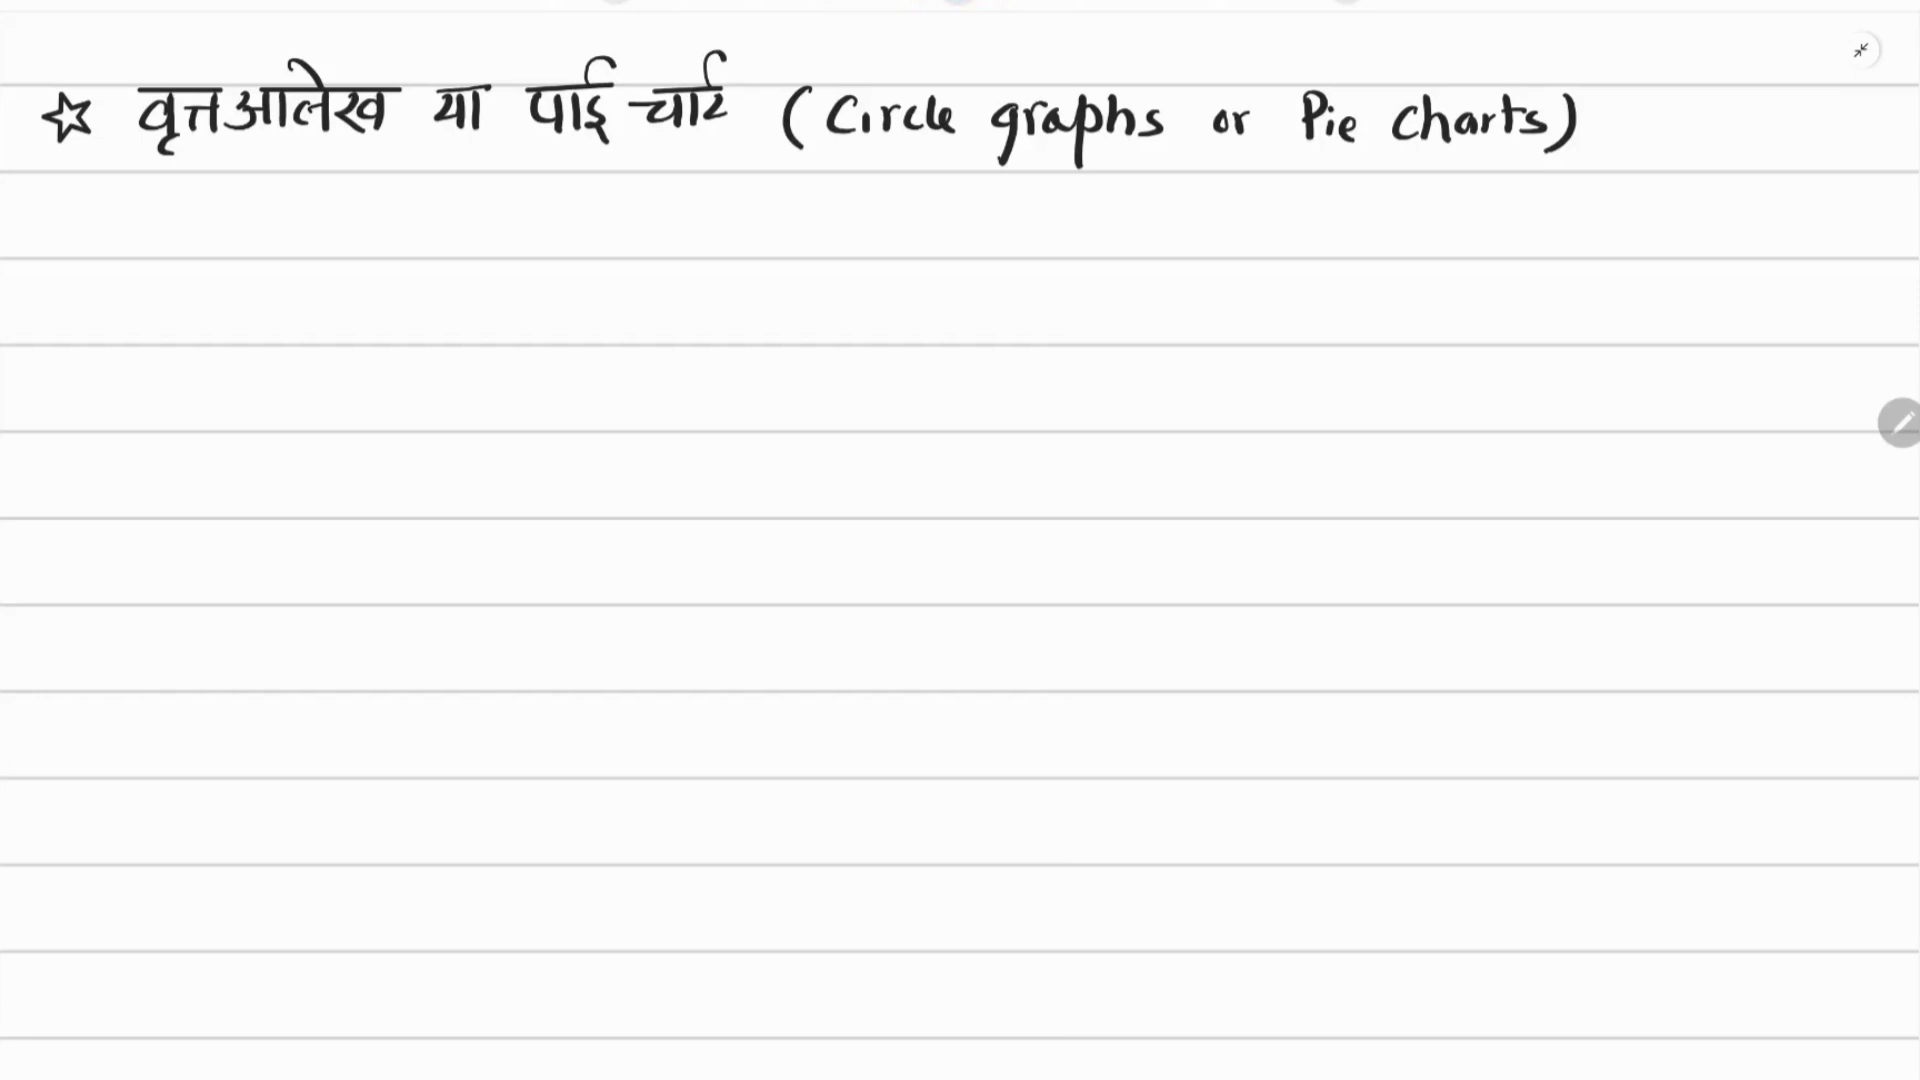 ☆ वृत्तआलेख या पाई चार्ट (Circle graphs or Pie charts)